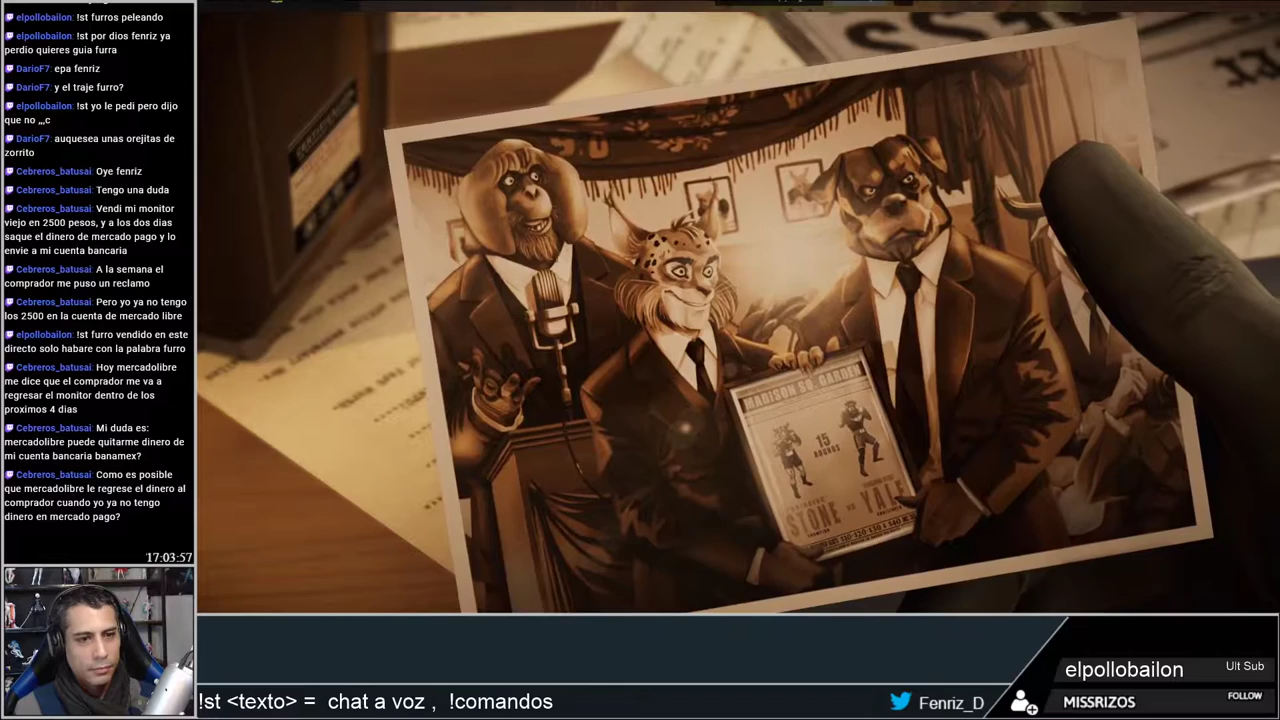 elpollobailon: !st furros peleando
elpollobailon: !st por dios fenriz ya
perdio quieres guia furra
DarioF7: epa fenriz
DarioF7: y el traje furro?
elpollobailon: !st yo le pedi pero dijo
que no ,,,c
DarioF7: auquesea unas orejitas de
zorrito
Cebreros_batusai: Oye fenriz
Cebreros_batusai: Tengo una duda
Cebreros_batusai: Vendi mi monitor
viejo en 2500 pesos, y a los dos dias
saque el dinero de mercado pago y lo
envie a mi cuenta bancaria
Cebreros_batusai: A la semana el
comprador me puso un reclamo
Cebreros_batusai: Pero yo ya no tengo
los 2500 en la cuenta de mercado libre
elpollobailon: !st furro vendido en este
directo solo habare con la palabra furro
Cebreros_batusai: Hoy mercadolibre
me dice que el comprador me va a
regresar el monitor dentro de los
proximos 4 dias
Cebreros_batusai: Mi duda es:
mercadolibre puede quitarme dinero de
mi cuenta bancaria banamex?
Cebreros_batusai: Como es posible
que mercadolibre le regrese el dinero al
comprador cuando yo ya no tengo
dinero en mercado pago?
17:03:57
MADISON SQ. GARDEN
15
ROUNDS
STONE vs YALE
elpollobailon Ult Sub
!st <texto> = chat a voz , !comandos
Fenriz_D
MISSRIZOS FOLLOW